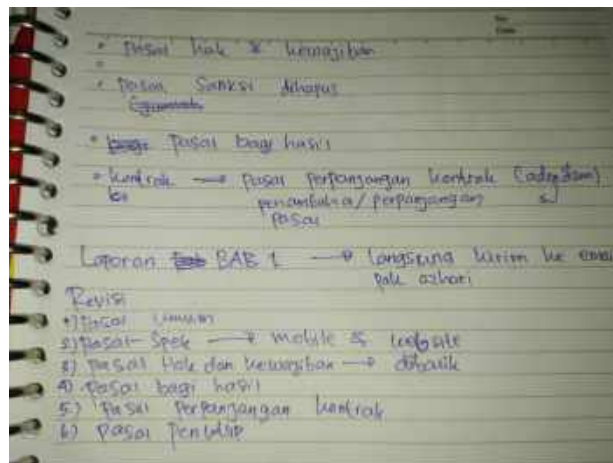 • Pasal hak & kewajiban
• Pasal Sanksi dihapus
• Pasal bagi hasil
• kontrak → Pasal perpanjangan kontrak
penambahan/perpanjangan
pasal
Laporan BAB 1 → langsung kirim ke email
pak azhari
Revisi
1) Pasal umum
2) Pasal - Spek → mobile & website
3) pasal Hak dan kewajiban → dibalik
4) pasal bagi hasil
5) Pasal Perpanjangan kontrak
6) Pasal Penutup